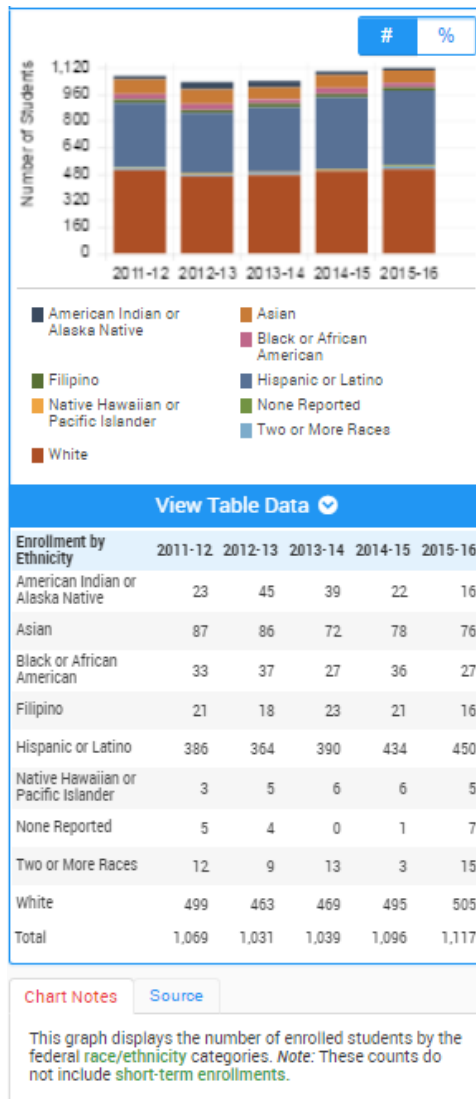 # %
Number of Students
1,120
960
800
640
480
320
160
0
2011-12 2012-13 2013-14 2014-15 2015-16
American Indian or
Alaska Native
Asian
Black or African
American
Filipino
Hispanic or Latino
Native Hawaiian or
Pacific Islander
None Reported
Two or More Races
White
View Table Data
Enrollment by
Ethnicity 2011-12 2012-13 2013-14 2014-15 2015-16
American Indian or
Alaska Native 23 45 39 22 16
Asian 87 86 72 78 76
Black or African
American 33 37 27 36 27
Filipino 21 18 23 21 16
Hispanic or Latino 386 364 390 434 450
Native Hawaiian or
Pacific Islander 3 5 6 6 5
None Reported 5 4 0 1 7
Two or More Races 12 9 13 3 15
White 499 463 469 495 505
Total 1,069 1,031 1,039 1,096 1,117
Chart Notes Source
This graph displays the number of enrolled students by the
federal race/ethnicity categories. Note: These counts do
not include short-term enrollments.